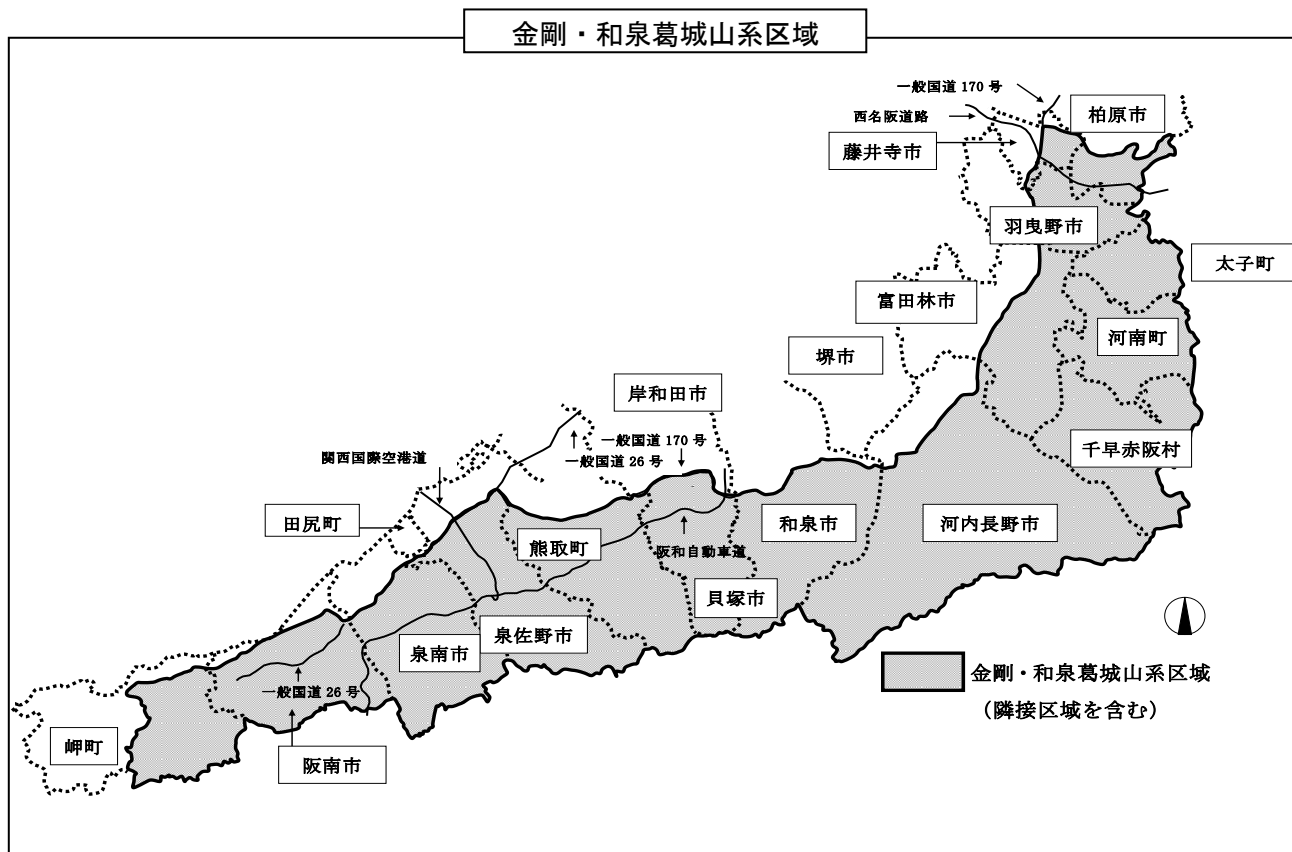 金剛・和泉葛城山系区域
一般国道 170 号
柏原市
西名阪道路
藤井寺市
羽曳野市
太子町
富田林市
河南町
堺市
岸和田市
一般国道 170 号
千早赤阪村
関西国際空港道
一般国道 26 号
田尻町
和泉市
河内長野市
熊取町
阪和自動車道
貝塚市
泉佐野市
泉南市
金剛・和泉葛城山系区域
一般国道 26 号
（隣接区域を含む）
岬町
阪南市